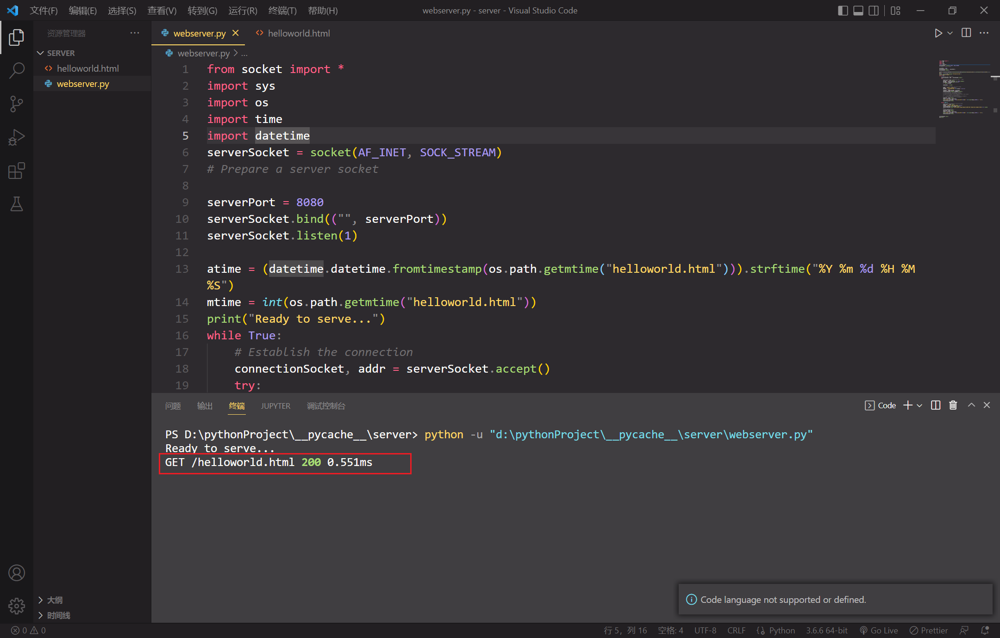 文件(F) 编辑(E) 选择(S) 查看(V) 转到(G) 运行(R) 终端(T) 帮助(H) webserver.py - server - Visual Studio Code
资源管理器 ···
SERVER
helloworld.html
webserver.py
webserver.py helloworld.html
webserver.py > ...
1 from socket import *
2 import sys
3 import os
4 import time
5 import datetime
6 serverSocket = socket(AF_INET, SOCK_STREAM)
7 # Prepare a server socket
8
9 serverPort = 8080
10 serverSocket.bind(("", serverPort))
11 serverSocket.listen(1)
12
13 atime = (datetime.datetime.fromtimestamp(os.path.getmtime("helloworld.html"))).strftime("%Y %m %d %H %M
%S")
14 mtime = int(os.path.getmtime("helloworld.html"))
15 print("Ready to serve...")
16 while True:
17 # Establish the connection
18 connectionSocket, addr = serverSocket.accept()
19 try:
问题 输出 终端 JUPYTER 调试控制台 Code
PS D:\pythonProject\__pycache__\server> python -u "d:\pythonProject\__pycache__\server\webserver.py"
Ready to serve...
GET /helloworld.html 200 0.551ms
Code language not supported or defined.
大纲
时间线
0 0 行 5，列 16 空格: 4 UTF-8 CRLF Python 3.6.6 64-bit Go Live Prettier